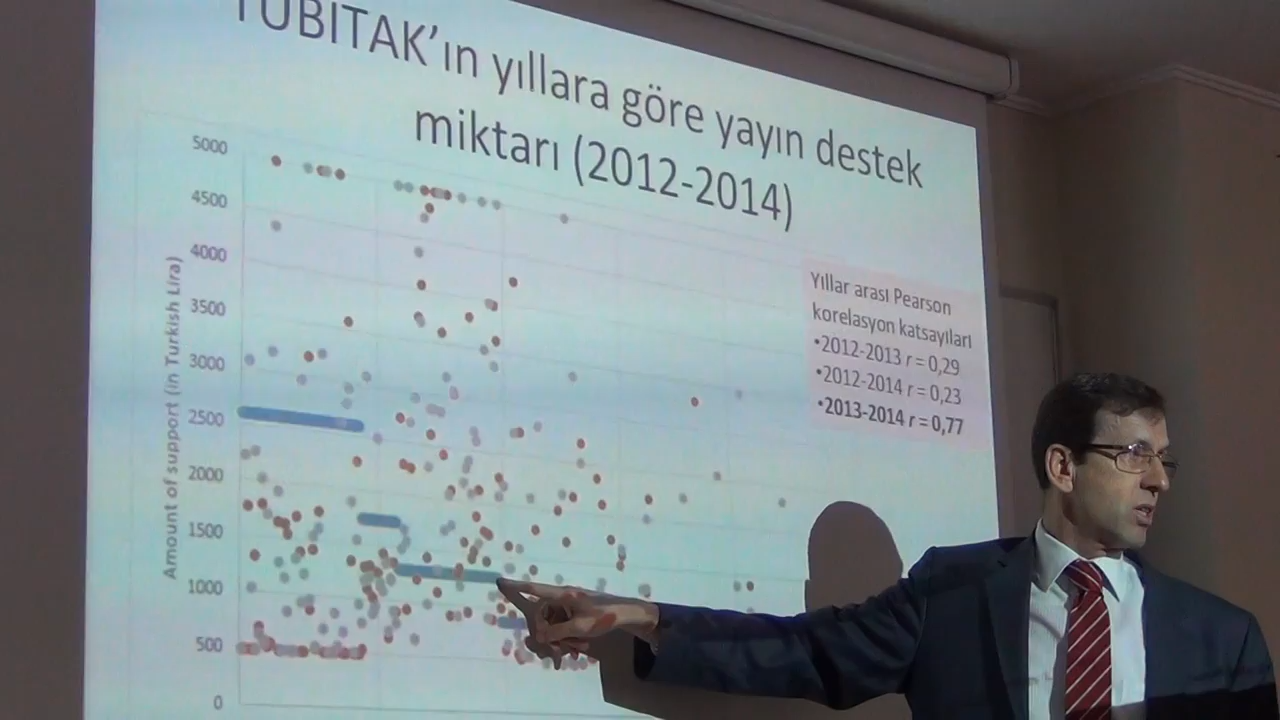 TÜBİTAK’ın yıllara göre yayın destek
miktarı (2012-2014)
Amount of support (in Turkish Lira)
5000
4500
4000
3500
3000
2500
2000
1500
1000
500
0
Yıllar arası Pearson
korelasyon katsayıları
•2012-2013 r = 0,29
•2012-2014 r = 0,23
•2013-2014 r = 0,77